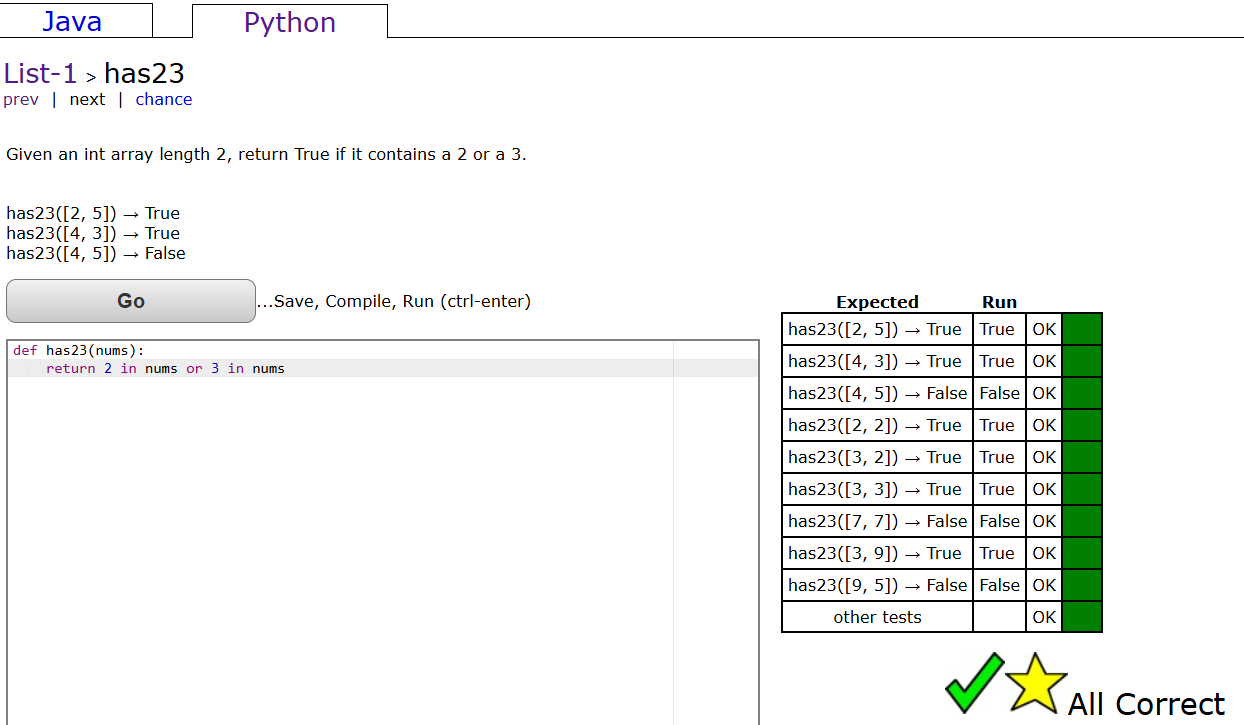 Java
Python
List-1 > has23
prev | next | chance
Given an int array length 2, return True if it contains a 2 or a 3.
has23([2, 5]) → True
has23([4, 3]) → True
has23([4, 5]) → False
Go
...Save, Compile, Run (ctrl-enter)
def has23(nums):
    return 2 in nums or 3 in nums
Expected Run
has23([2, 5]) → True True OK
has23([4, 3]) → True True OK
has23([4, 5]) → False False OK
has23([2, 2]) → True True OK
has23([3, 2]) → True True OK
has23([3, 3]) → True True OK
has23([7, 7]) → False False OK
has23([3, 9]) → True True OK
has23([9, 5]) → False False OK
other tests OK
All Correct